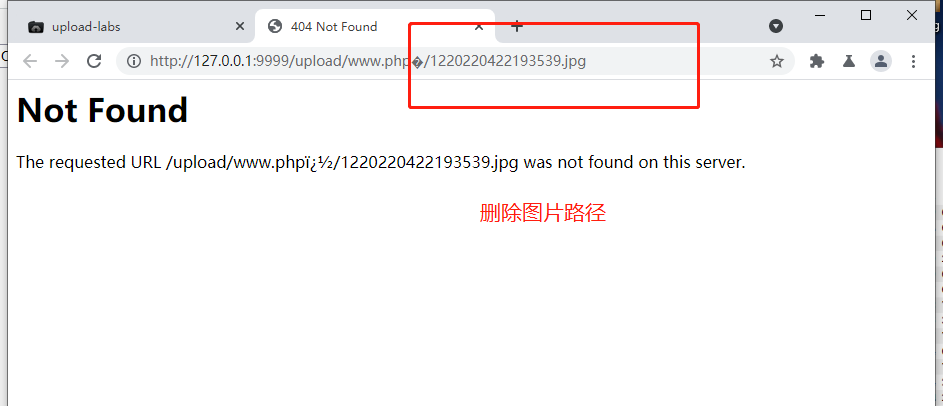 upload-labs
404 Not Found
http://127.0.0.1:9999/upload/www.php�/1220220422193539.jpg
Not Found
The requested URL /upload/www.phpï¿½/1220220422193539.jpg was not found on this server.
删除图片路径